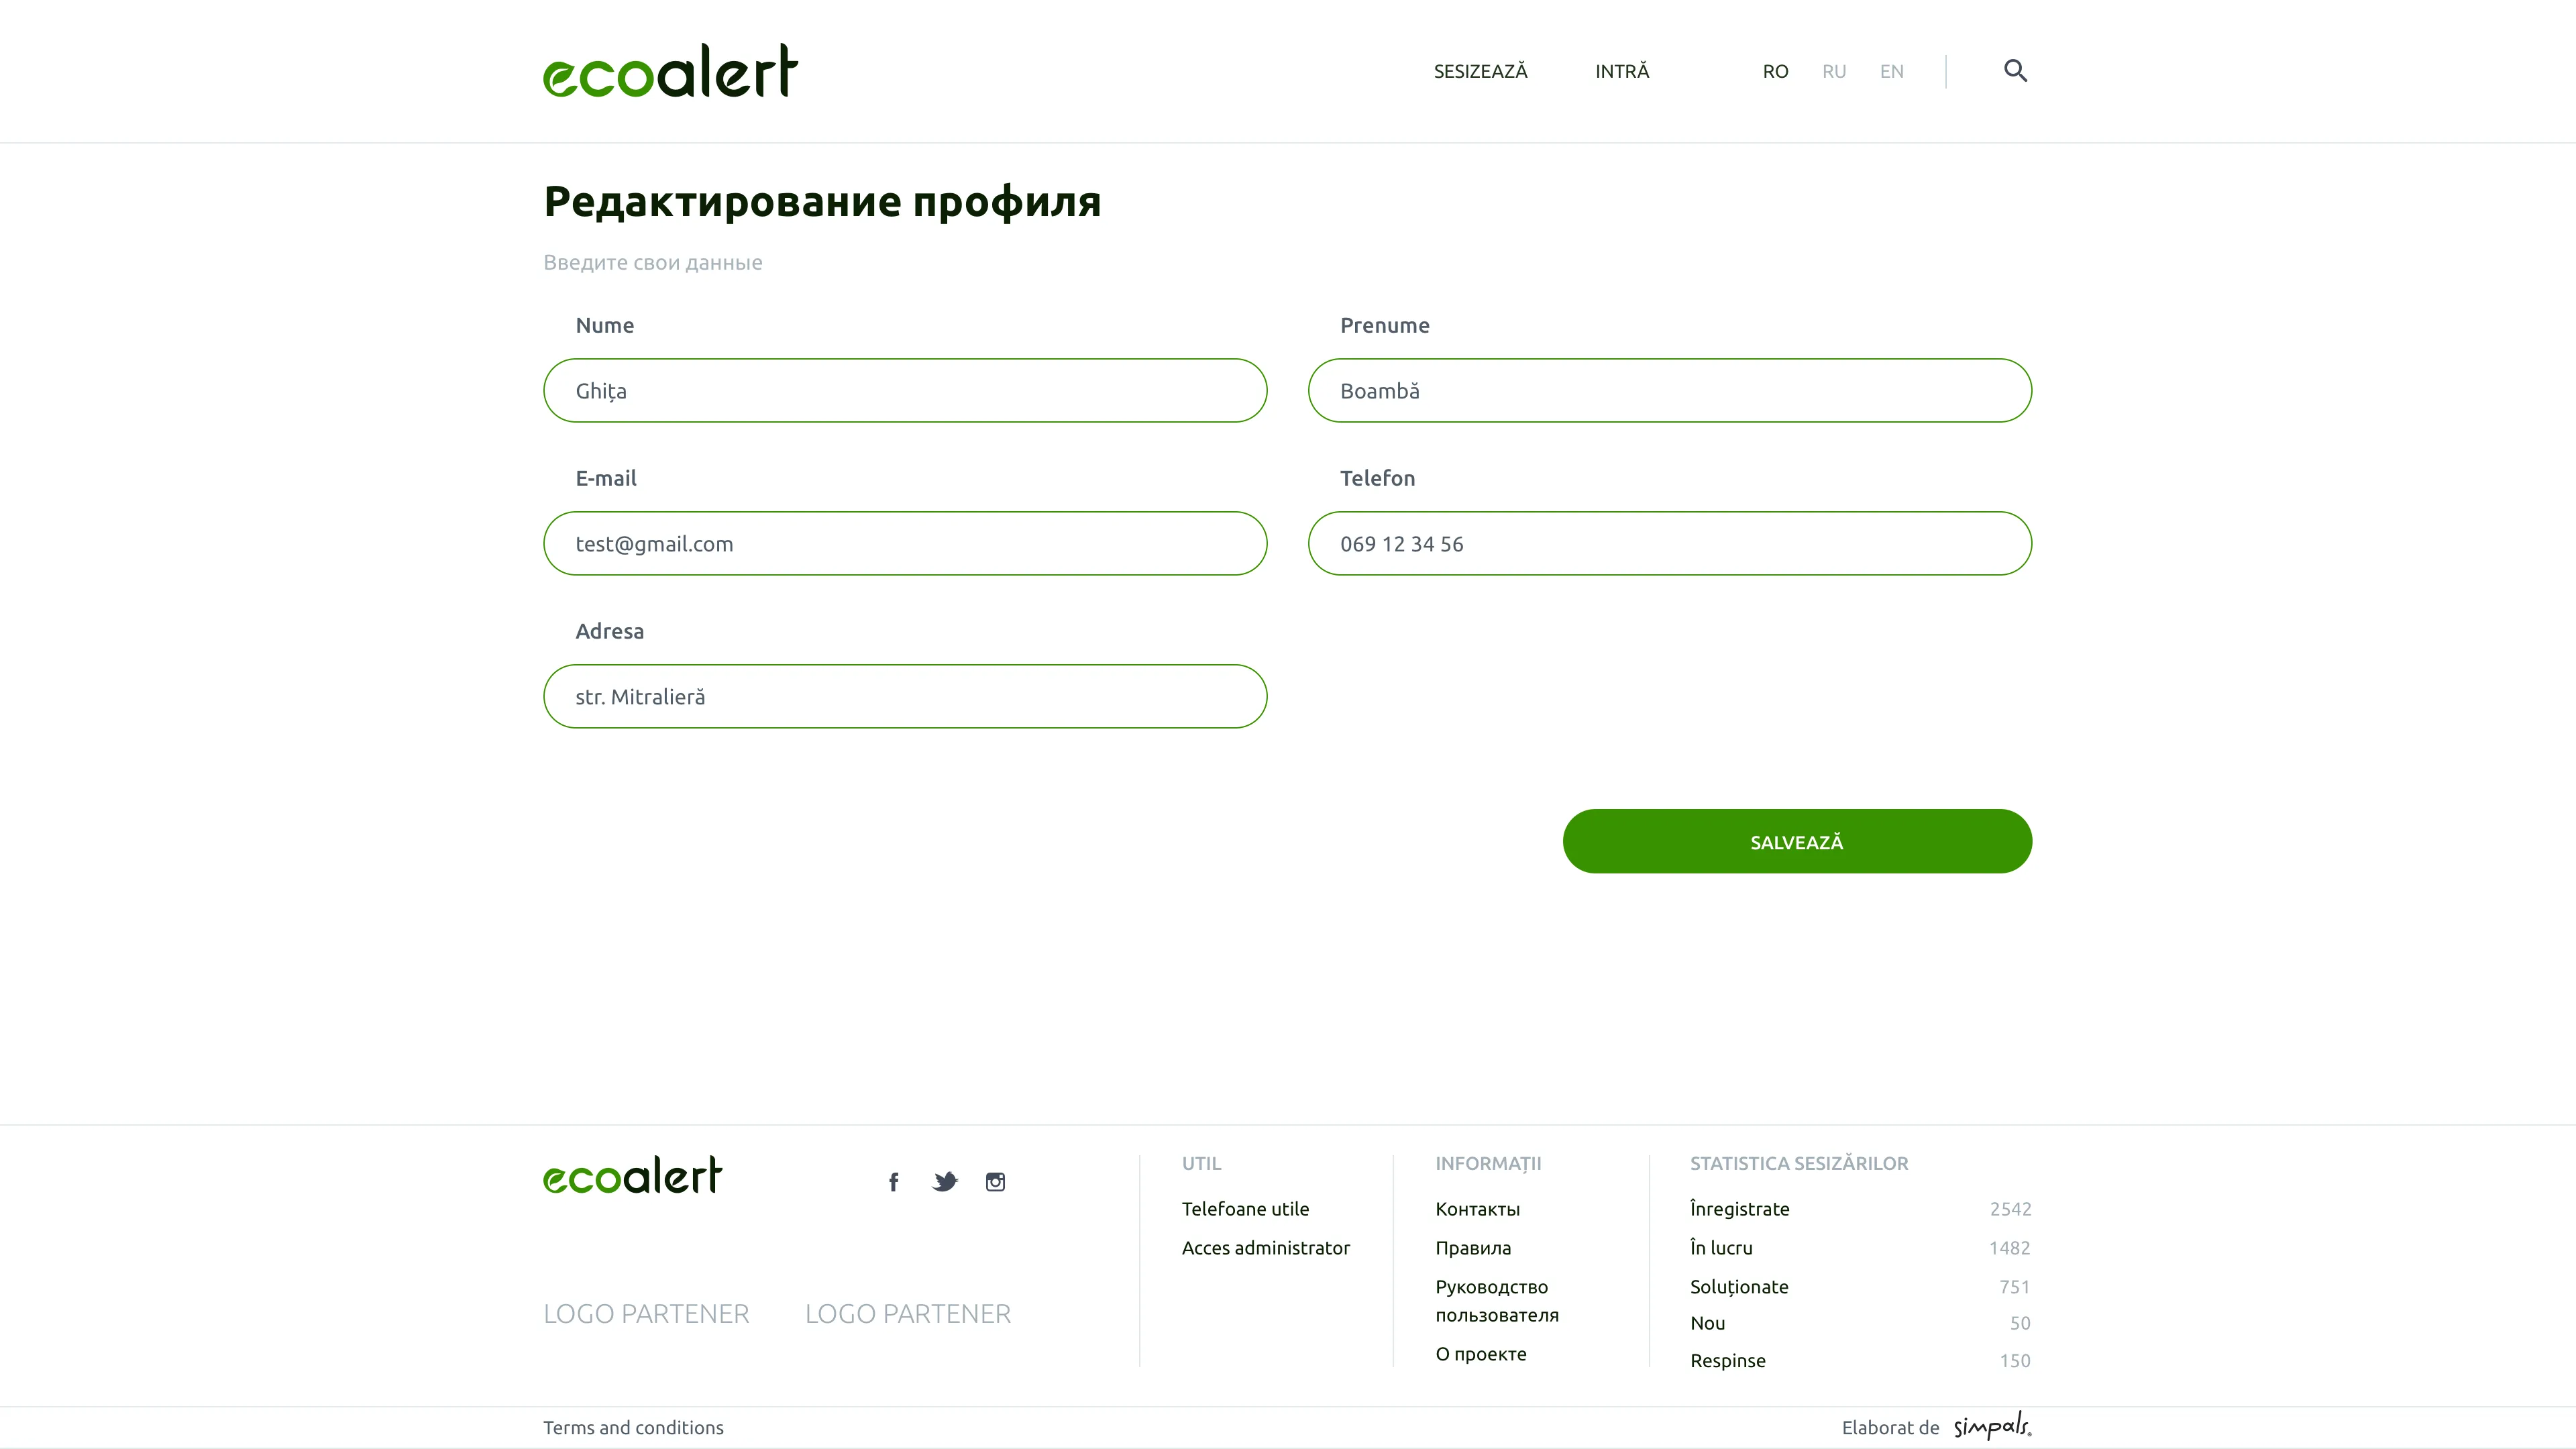 ecoalert
SESIZEAZĂ INTRĂ RO RU EN
Редактирование профиля
Введите свои данные
Nume Prenume
Ghița Boambă
E-mail Telefon
test@gmail.com 069 12 34 56
Adresa
str. Mitralieră
SALVEAZĂ
ecoalert
LOGO PARTENER LOGO PARTENER
UTIL
Telefoane utile
Acces administrator
INFORMAȚII
Контакты
Правила
Руководство
пользователя
О проекте
STATISTICA SESIZĂRILOR
Înregistrate 2542
În lucru 1482
Soluționate 751
Nou 50
Respinse 150
Terms and conditions
Elaborat de simpals